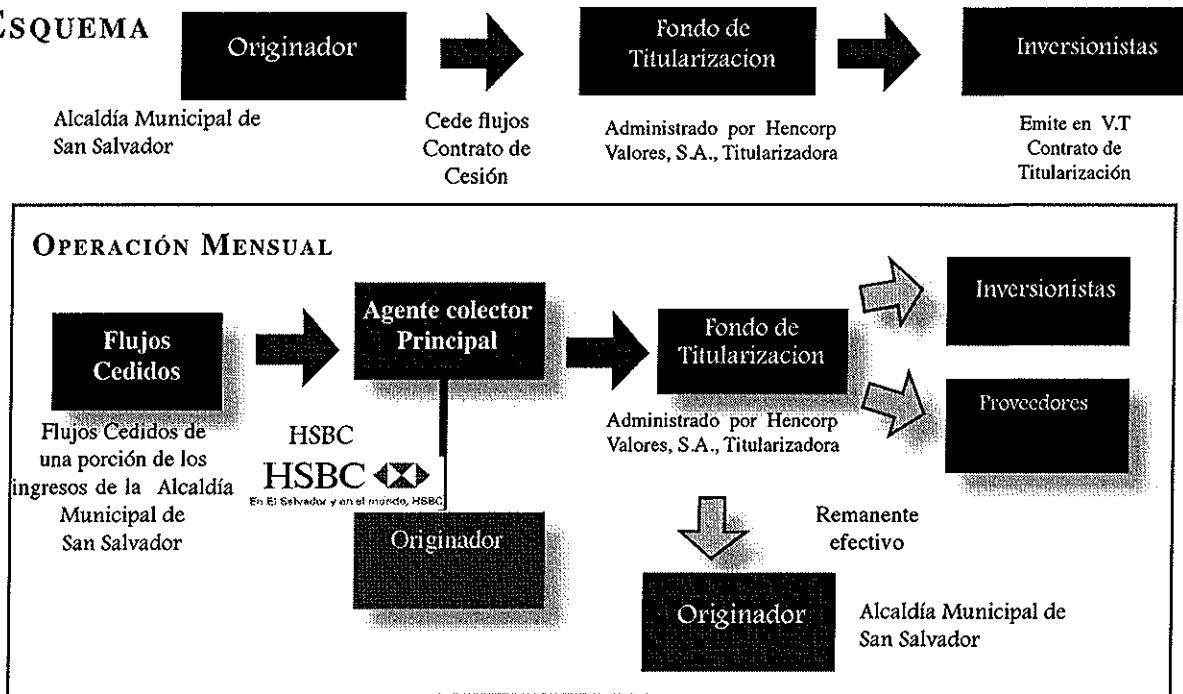 ESQUEMA
Originador
Fondo de
Titularizacion
Inversionistas
Alcaldía Municipal de
San Salvador
Cede flujos
Contrato de
Cesión
Administrado por Hencorp
Valores, S.A., Titularizadora
Emite en V.T
Contrato de
Titularización
OPERACIÓN MENSUAL
Flujos
Cedidos
Agente colector
Principal
Fondo de
Titularizacion
Inversionistas
Proveedores
Flujos Cedidos de
una porción de los
ingresos de la Alcaldía
Municipal de
San Salvador
HSBC
HSBC
En El Salvador y en el mundo, HSBC
Originador
Administrado por Hencorp
Valores, S.A., Titularizadora
Remanente
efectivo
Originador
Alcaldía Municipal de
San Salvador